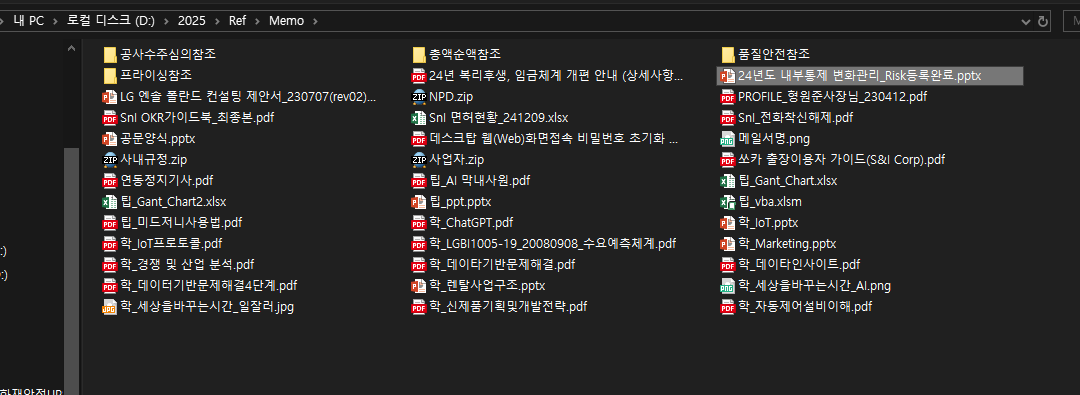 내 PC > 로컬 디스크 (D:) > 2025 > Ref > Memo >
공사수주심의참조 총액순액참조 품질안전참조
프라이싱참조 24년 복리후생, 임금체계 개편 안내 (상세사항... 24년도 내부통제 변화관리_Risk등록완료.pptx
LG 엔솔 폴란드 컨설팅 제안서_230707(rev02)... NPD.zip PROFILE_형원준사장님_230412.pdf
SnI OKR가이드북_최종본.pdf SnI 면허현황_241209.xlsx SnI_전화착신해제.pdf
공문양식.pptx 데스크탑 웹(Web)화면접속 비밀번호 초기화 ... 메일서명.png
사내규정.zip 사업자.zip 쏘카 출장이용자 가이드(S&I Corp).pdf
연동정지기사.pdf 팁_AI 막내사원.pdf 팁_Gant_Chart.xlsx
팁_Gant_Chart2.xlsx 팁_ppt.pptx 팁_vba.xlsm
팁_미드저니사용법.pdf 학_ChatGPT.pdf 학_IoT.pptx
학_IoT프로토콜.pdf 학_LGBI1005-19_20080908_수요예측체계.pdf 학_Marketing.pptx
학_경쟁 및 산업 분석.pdf 학_데이타기반문제해결.pdf 학_데이타인사이트.pdf
학_데이터기반문제해결4단계.pdf 학_렌탈사업구조.pptx 학_세상을바꾸는시간_AI.png
학_세상을바꾸는시간_일잘러.jpg 학_신제품기획및개발전략.pdf 학_자동제어설비이해.pdf